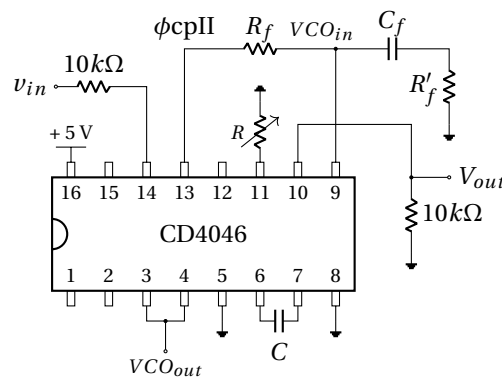 ϕcpII
R_f
VCO_in
C_f
10kΩ
v_in
R
R′_f
+ 5 V
V_out
16 15 14 13 12 11 10 9
10kΩ
CD4046
1 2 3 4 5 6 7 8
C
VCO_out